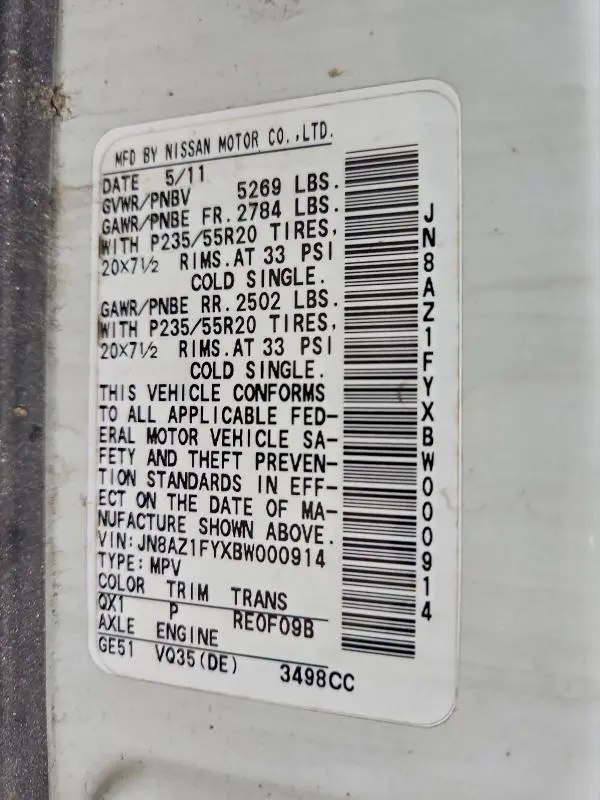 MFD BY NISSAN MOTOR CO.,LTD.
DATE 5/11
GVWR/PNBV 5269 LBS.
GAWR/PNBE FR. 2784 LBS.
WITH P235/55R20 TIRES,
20X7½ RIMS.AT 33 PSI
COLD SINGLE.
GAWR/PNBE RR. 2502 LBS.
WITH P235/55R20 TIRES,
20X7½ RIMS.AT 33 PSI
COLD SINGLE.
THIS VEHICLE CONFORMS
TO ALL APPLICABLE FED-
ERAL MOTOR VEHICLE SA-
FETY AND THEFT PREVEN-
TION STANDARDS IN EFF-
ECT ON THE DATE OF MA-
NUFACTURE SHOWN ABOVE.
VIN:JN8AZ1FYXBW000914
TYPE:MPV
COLOR TRIM TRANS
QX1 P RE0F09B
AXLE ENGINE
GE51 VQ35(DE) 3498CC
JN8AZ1FYXBW000914